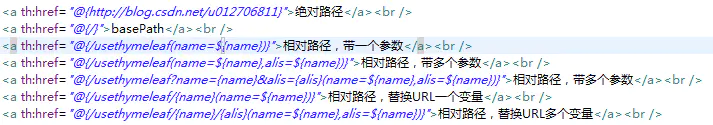 <a th:href="@{http://blog.csdn.net/u012706811}">绝对路径</a><br />
<a th:href="@{/}">basePath</a><br />
<a th:href="@{/usethymeleaf(name=${name})}">相对路径，带一个参数</a><br />
<a th:href="@{/usethymeleaf(name=${name},alis=${name})}">相对路径，带多个参数</a><br />
<a th:href="@{/usethymeleaf?name={name}&alis={alis}(name=${name},alis=${name})}">相对路径，带多个参数</a><br />
<a th:href="@{/usethymeleaf/{name}(name=${name})}">相对路径，替换URL一个变量</a><br />
<a th:href="@{/usethymeleaf/{name}/{alis}(name=${name},alis=${name})}">相对路径，替换URL多个变量</a><br />